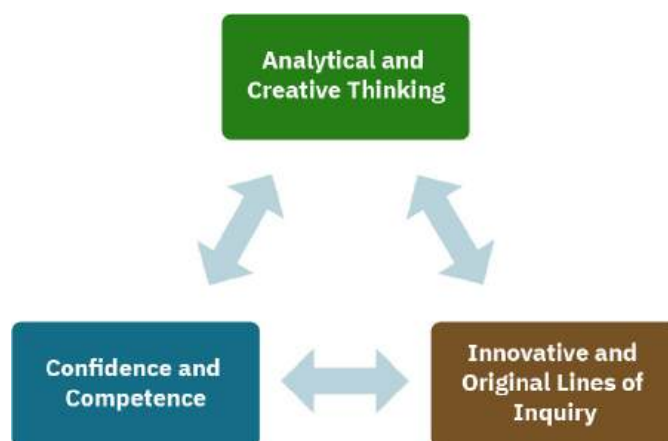 Analytical and
Creative Thinking
Confidence and
Competence
Innovative and
Original Lines of
Inquiry